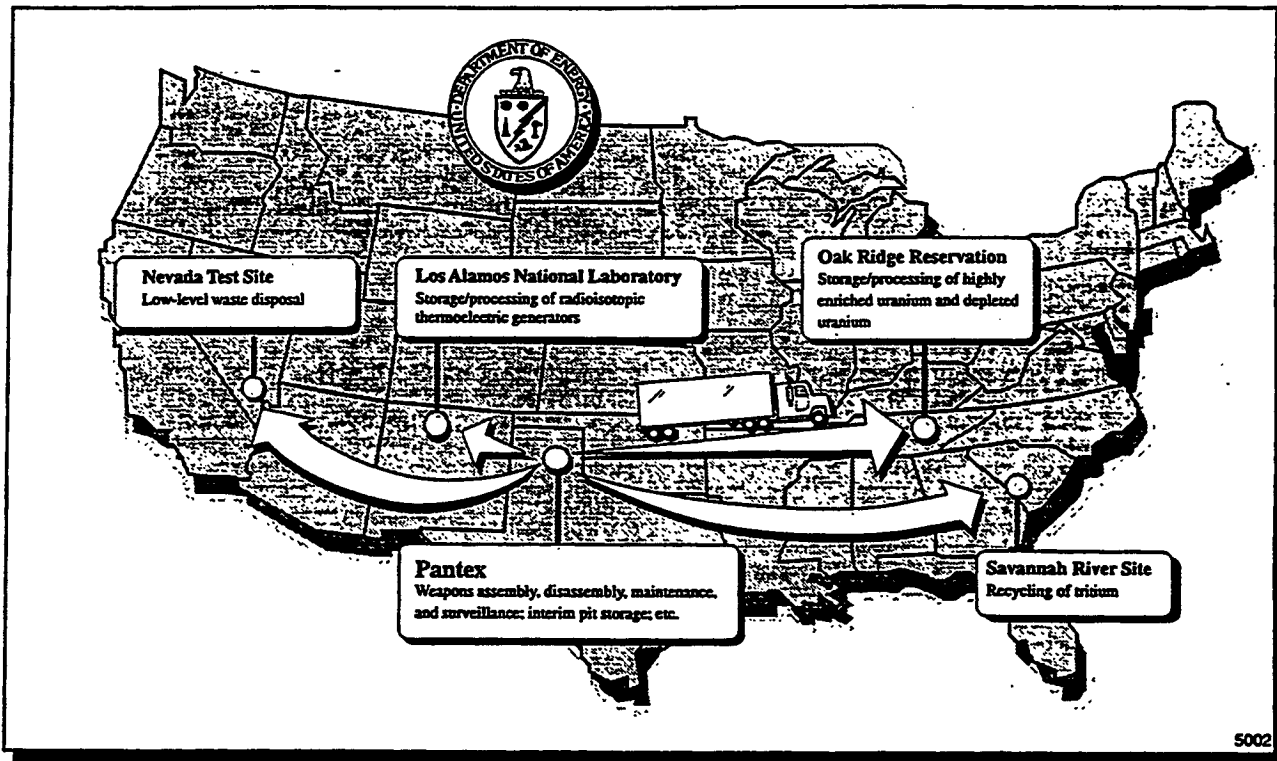 DEPARTMENT OF ENERGY
UNITED STATES OF AMERICA
Nevada Test Site
Low-level waste disposal
Los Alamos National Laboratory
Storage/processing of radioisotopic
thermoelectric generators
Oak Ridge Reservation
Storage/processing of highly
enriched uranium and depleted
uranium
Pantex
Weapons assembly, disassembly, maintenance,
and surveillance; interim pit storage; etc.
Savannah River Site
Recycling of tritium
5002